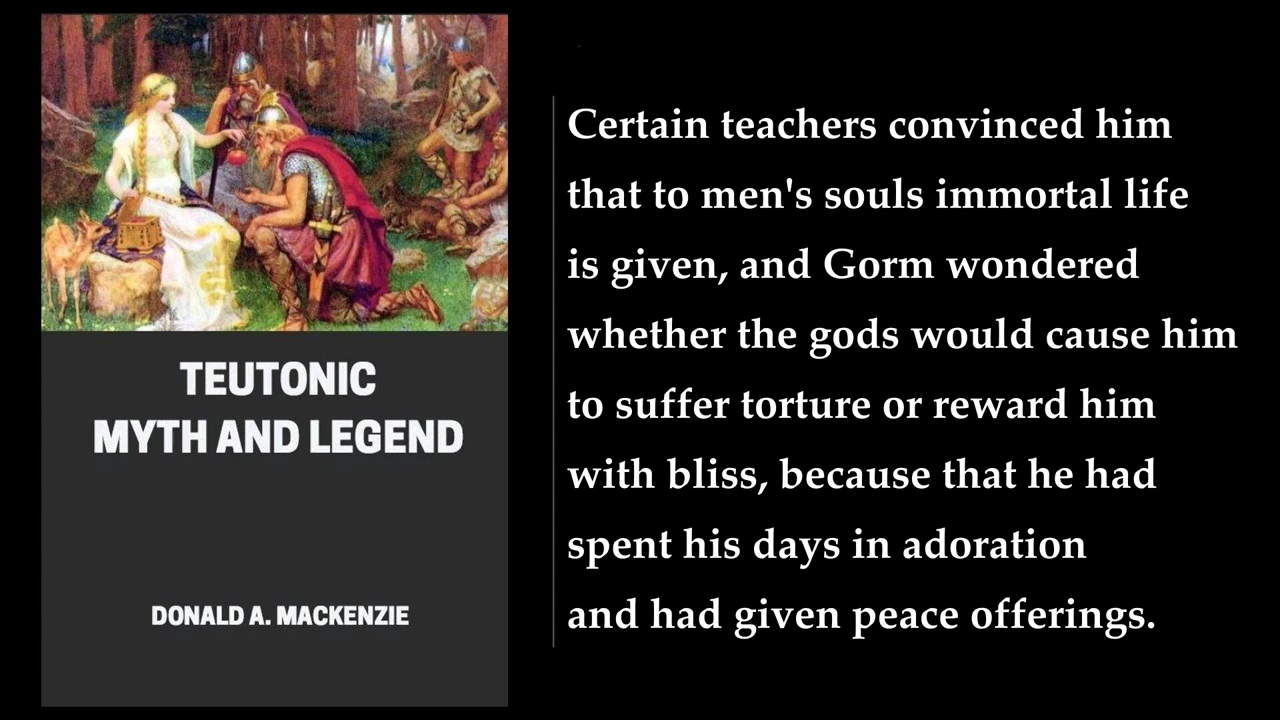 TEUTONIC
MYTH AND LEGEND
DONALD A. MACKENZIE
Certain teachers convinced him
that to men's souls immortal life
is given, and Gorm wondered
whether the gods would cause him
to suffer torture or reward him
with bliss, because that he had
spent his days in adoration
and had given peace offerings.